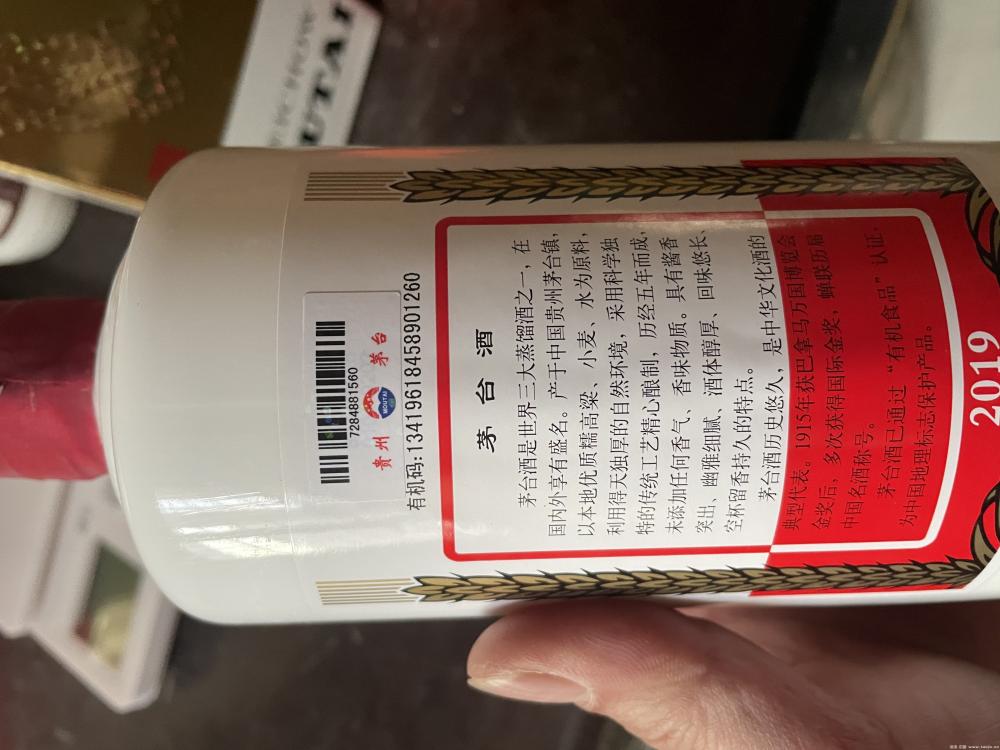 UTAI
7284881560
贵州 MOUTAI 茅台
有机码:13419616184589012​60
茅台酒
茅台酒是世界三大蒸馏酒之一，在
国内外享有盛名。产于中国贵州茅台镇，
以本地优质糯高粱、小麦、水为原料，
利用得天独厚的自然环境，采用科学独
特的传统工艺精心酿制，历经五年而成，
未添加任何香气、香味物质。具有酱香
突出、幽雅细腻、酒体醇厚、回味悠长、
空杯留香持久的特点。
茅台酒历史悠久，是中华文化酒的
典型代表。1915年获巴拿马万国博览会
金奖后，多次获得国际金奖，蝉联历届
中国名酒称号。
茅台酒已通过“有机食品”认证，
为中国地理标志保护产品。
2019